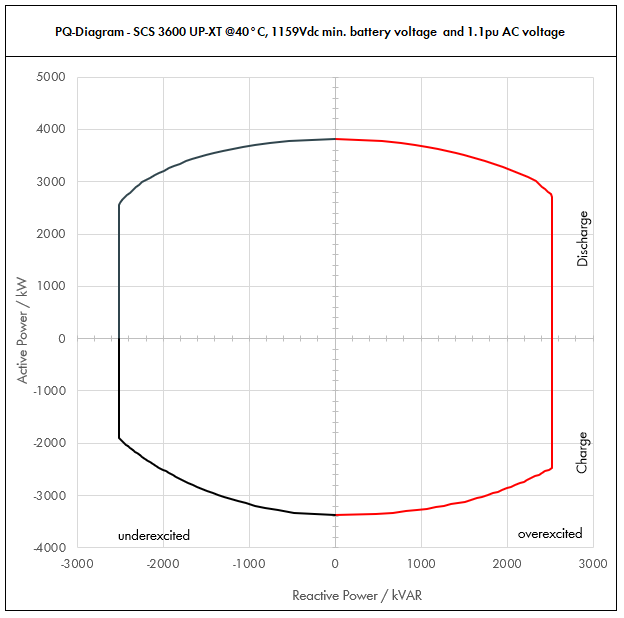 PQ-Diagram - SCS 3600 UP-XT @40°C, 1159Vdc min. battery voltage  and 1.1pu AC voltage
5000
4000
3000
2000
1000
0
-1000
-2000
-3000
-4000
Active Power / kW
Discharge
Charge
underexcited
overexcited
-3000 -2000 -1000 0 1000 2000 3000
Reactive Power / kVAR